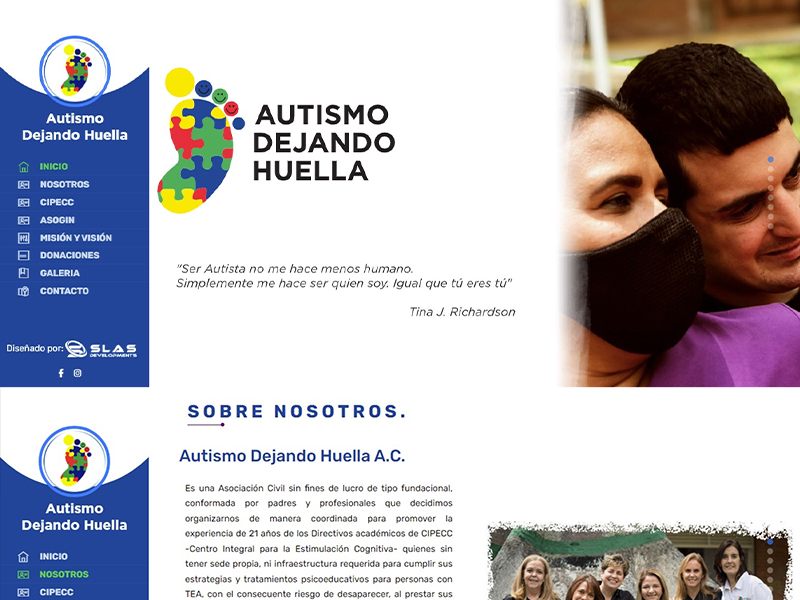 Autismo
Dejando Huella
INICIO
NOSOTROS
CIPECC
ASOGIN
MISIÓN Y VISIÓN
DONACIONES
GALERIA
CONTACTO
Diseñado por: SLAS
DEVELOPMENTS
AUTISMO
DEJANDO
HUELLA
"Ser Autista no me hace menos humano.
Simplemente me hace ser quien soy. Igual que tú eres tú"
Tina J. Richardson
Autismo
Dejando Huella
INICIO
NOSOTROS
CIPECC
SOBRE NOSOTROS.
Autismo Dejando Huella A.C.
Es una Asociación Civil sin fines de lucro de tipo fundacional,
conformada por padres y profesionales que decidimos
organizarnos de manera coordinada para promover la
experiencia de 21 años de los Directivos académicos de CIPECC
-Centro Integral para la Estimulación Cognitiva- quienes sin
tener sede propia, ni infraestructura requerida para cumplir sus
estrategias y tratamientos psicoeducativos para personas con
TEA, con el consecuente riesgo de desaparecer, al prestar sus